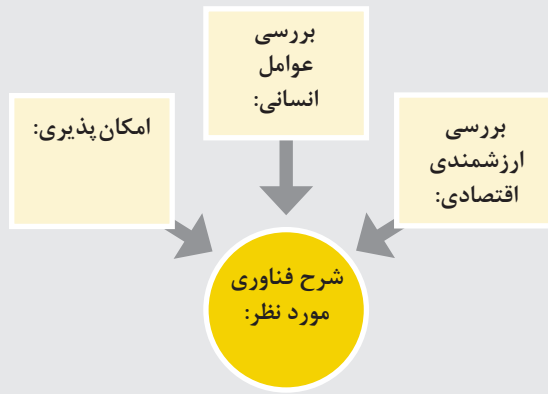 بررسی
عوامل
انسانی:
بررسی
ارزشمندی
اقتصادی:
امکان‌پذیری:
شرح فناوری
مورد نظر: